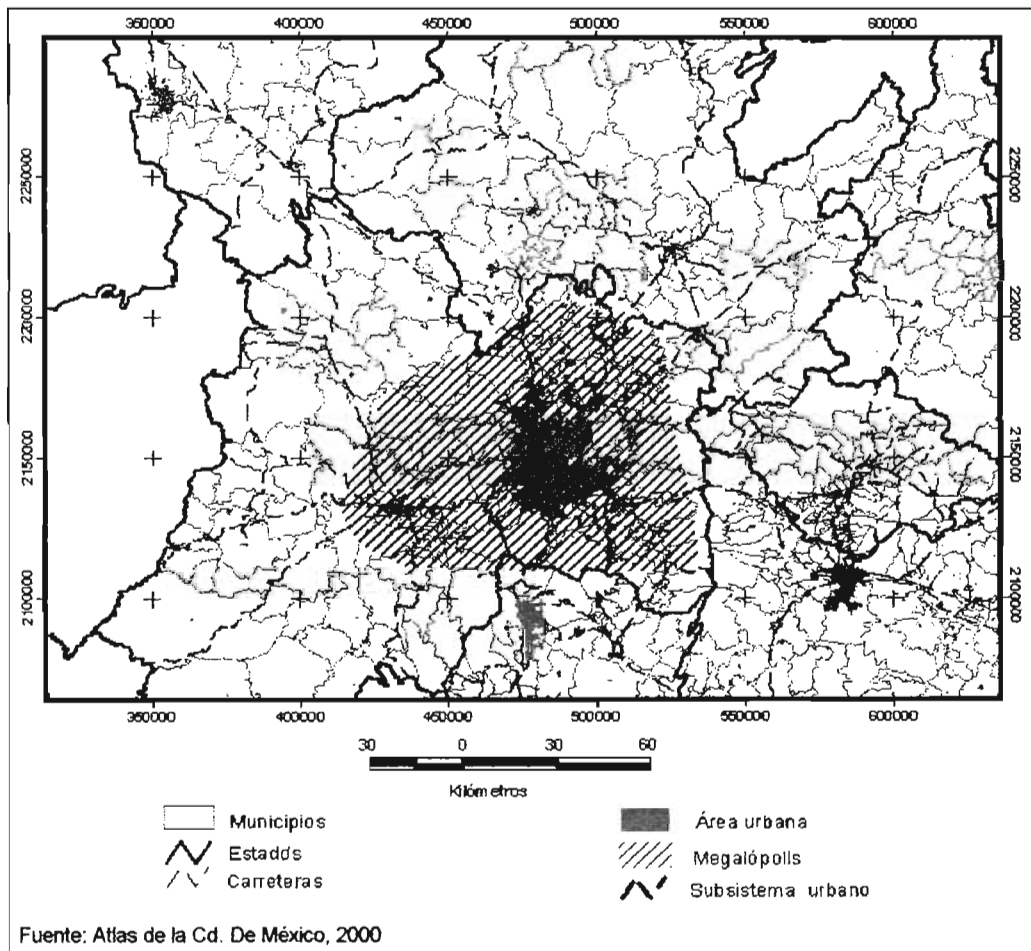 350000 400000 450000 500000 550000 600000
2250000 2250000
2200000 2200000
2150000 2150000
2100000 2100000
350000 400000 450000 500000 550000 600000
30 0 30 60
Kilómetros
Municipios
Estados
Carreteras
Área urbana
Megalópolis
Subsistema urbano
Fuente: Atlas de la Cd. De México, 2000